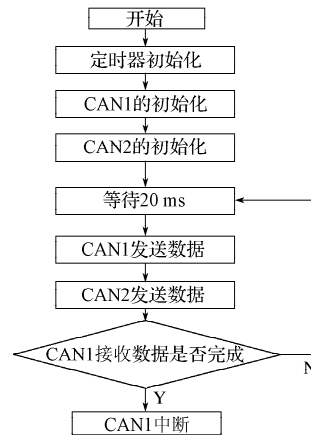 开始
定时器初始化
CAN1的初始化
CAN2的初始化
等待20 ms
CAN1发送数据
CAN2发送数据
CAN1接收数据是否完成
N
Y
CAN1中断